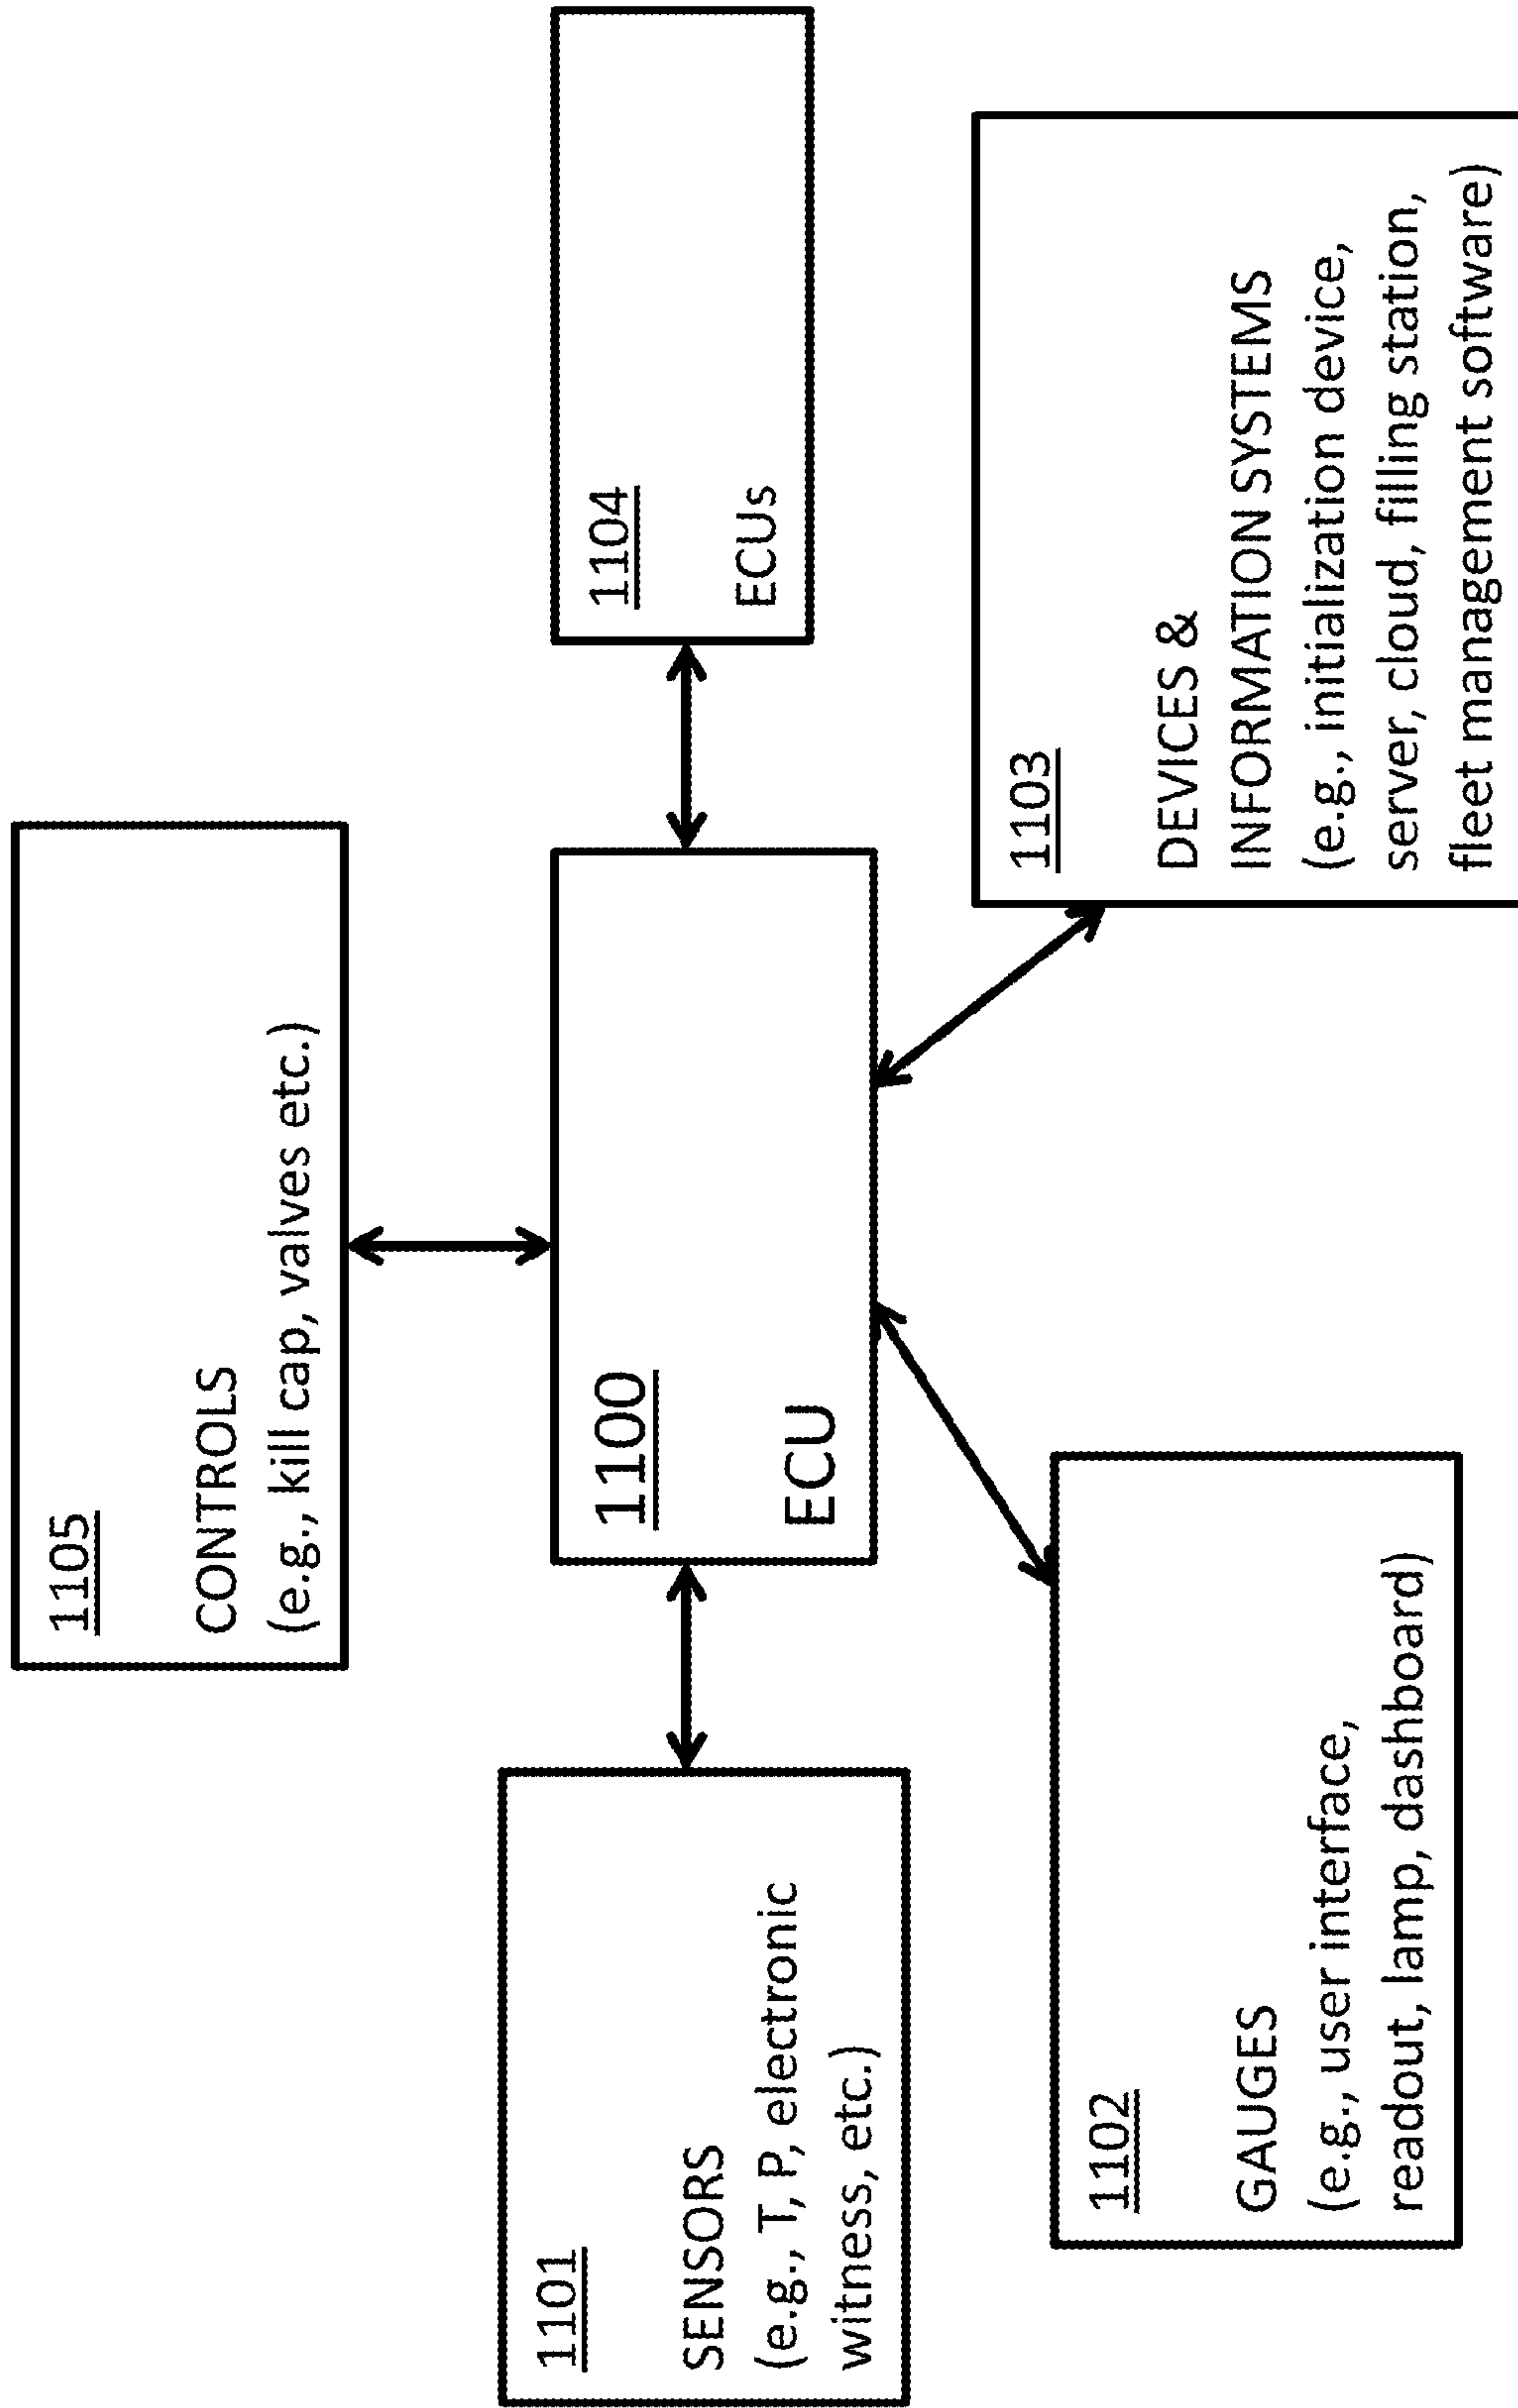 1105
CONTROLS
(e.g., kill cap, valves etc.)
1101
SENSORS
(e.g., T, P, electronic
witness, etc.)
1100
ECU
1104
ECUs
1102
GAUGES
(e.g., user interface,
readout, lamp, dashboard)
1103
DEVICES &
INFORMATION SYSTEMS
(e.g., initialization device,
server, cloud, filling station,
fleet management software)